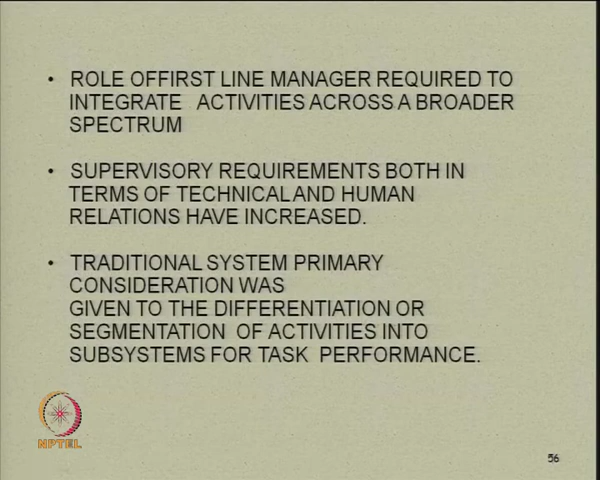 • ROLE OFFIRST LINE MANAGER REQUIRED TO
INTEGRATE ACTIVITIES ACROSS A BROADER
SPECTRUM
• SUPERVISORY REQUIREMENTS BOTH IN
TERMS OF TECHNICAL AND HUMAN
RELATIONS HAVE INCREASED.
• TRADITIONAL SYSTEM PRIMARY
CONSIDERATION WAS
GIVEN TO THE DIFFERENTIATION OR
SEGMENTATION OF ACTIVITIES INTO
SUBSYSTEMS FOR TASK PERFORMANCE.
NPTEL
56